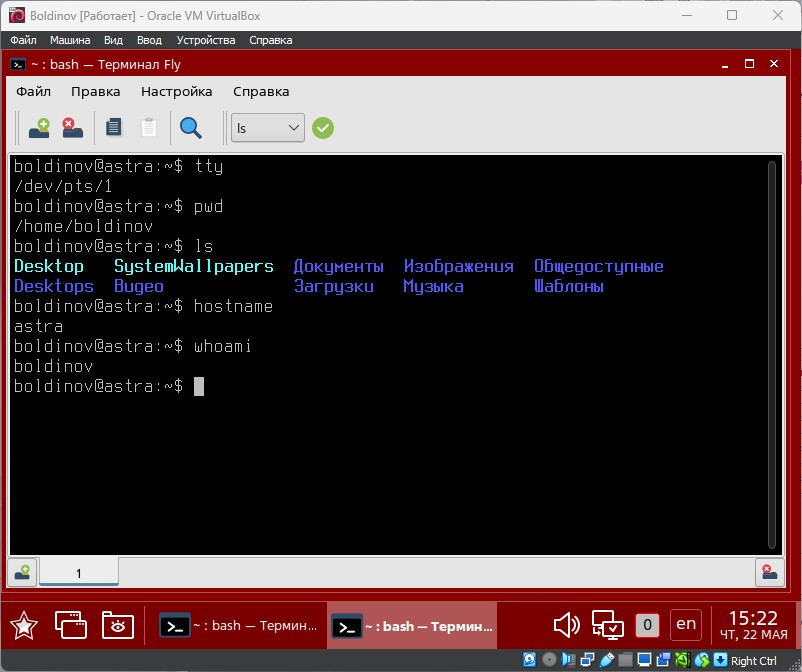 Boldinov [Работает] - Oracle VM VirtualBox
Файл Машина Вид Ввод Устройства Справка
~ : bash — Терминал Fly
Файл Правка Настройка Справка
ls
boldinov@astra:~$ tty
/dev/pts/1
boldinov@astra:~$ pwd
/home/boldinov
boldinov@astra:~$ ls
Desktop SystemWallpapers Документы Изображения Общедоступные
Desktops Видео Загрузки Музыка Шаблоны
boldinov@astra:~$ hostname
astra
boldinov@astra:~$ whoami
boldinov
boldinov@astra:~$
1
~ : bash — Термин... ~ : bash — Термин... 0 en 15:22
ЧТ, 22 МАЯ
Right Ctrl